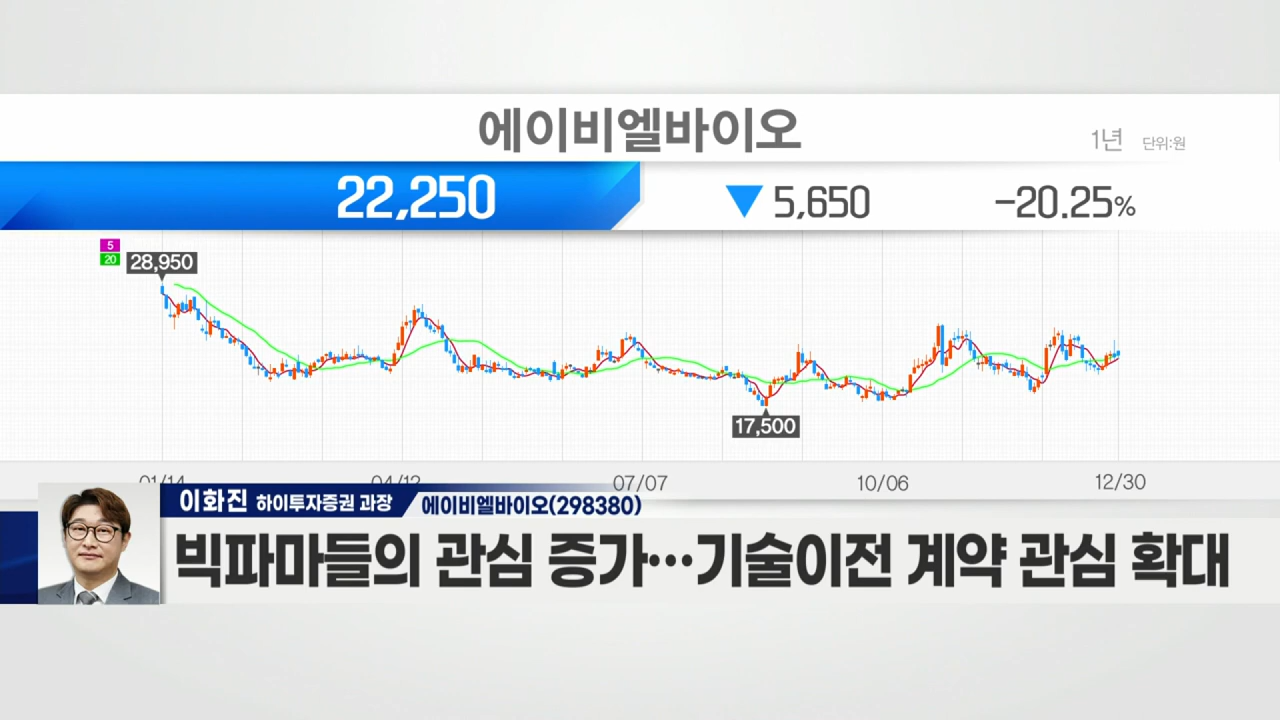 에이비엘바이오
1년 단위:원
22,250 ▼ 5,650 -20.25%
5
20
28,950
17,500
01/14 04/12 07/07 10/06 12/30
이화진 하이투자증권 과장 에이비엘바이오(298380)
빅파마들의 관심 증가…기술이전 계약 관심 확대